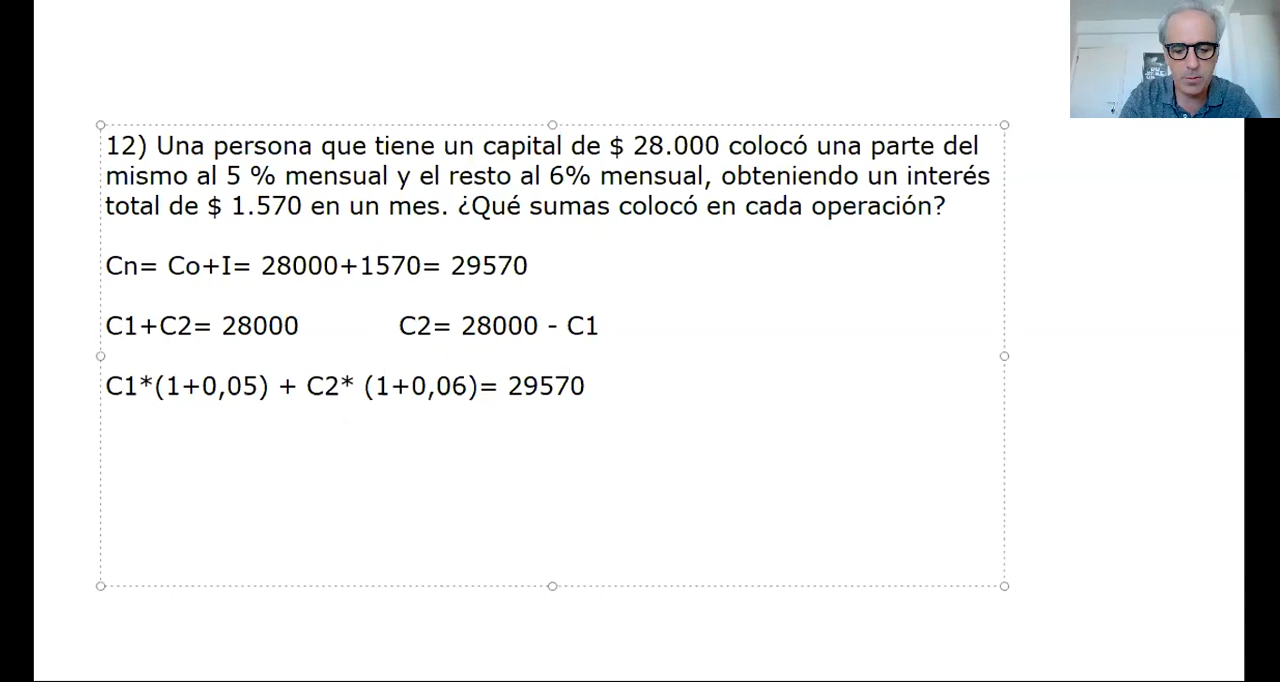 12) Una persona que tiene un capital de $ 28.000 colocó una parte del
mismo al 5 % mensual y el resto al 6% mensual, obteniendo un interés
total de $ 1.570 en un mes. ¿Qué sumas colocó en cada operación?
Cn= Co+I= 28000+1570= 29570
C1+C2= 28000 C2= 28000 - C1
C1*(1+0,05) + C2* (1+0,06)= 29570